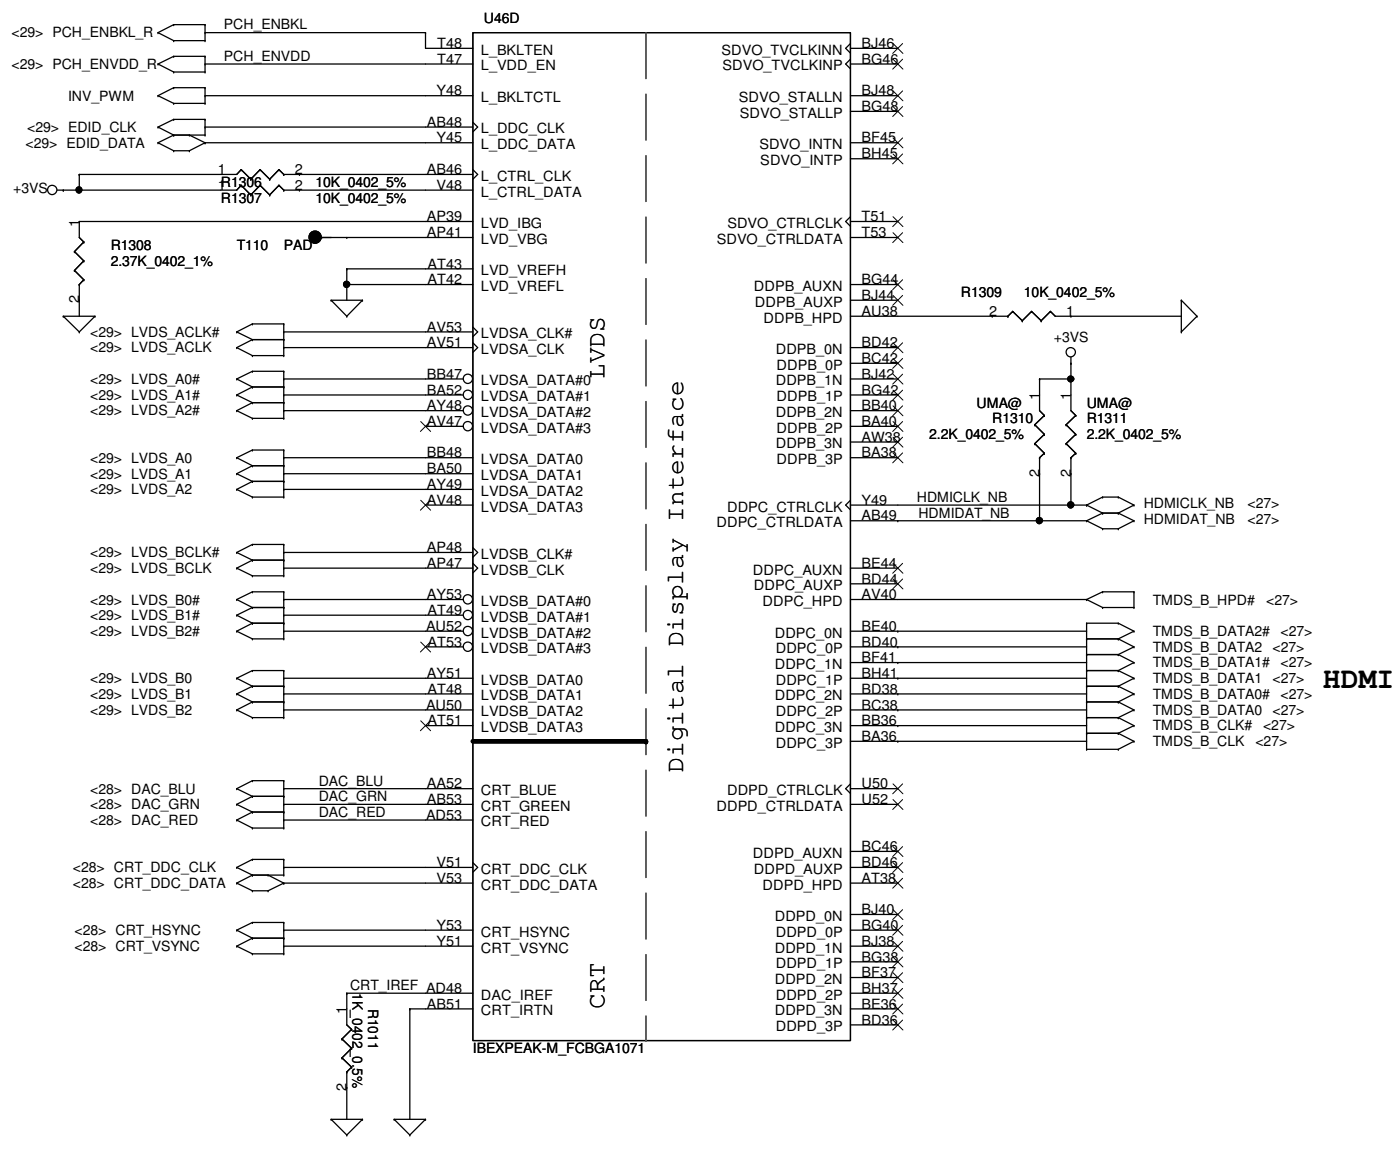 U46D
<29> PCH_ENBKL_R PCH_ENBKL T48 L_BKLTEN
<29> PCH_ENVDD_R PCH_ENVDD T47 L_VDD_EN
INV_PWM Y48 L_BKLTCTL
<29> EDID_CLK AB48 L_DDC_CLK
<29> EDID_DATA Y45 L_DDC_DATA
1 2 AB46 L_CTRL_CLK
R1306 10K_0402_5%
+3VS 1 2 V48 L_CTRL_DATA
R1307 10K_0402_5%
1 AP39 LVD_IBG
R1308 T110 PAD AP41 LVD_VBG
2.37K_0402_1%
2
AT43 LVD_VREFH
AT42 LVD_VREFL
<29> LVDS_ACLK# AV53 LVDSA_CLK#
<29> LVDS_ACLK AV51 LVDSA_CLK
<29> LVDS_A0# BB47 LVDSA_DATA#0
<29> LVDS_A1# BA52 LVDSA_DATA#1
<29> LVDS_A2# AY48 LVDSA_DATA#2
AV47 LVDSA_DATA#3
<29> LVDS_A0 BB48 LVDSA_DATA0
<29> LVDS_A1 BA50 LVDSA_DATA1
<29> LVDS_A2 AY49 LVDSA_DATA2
AV48 LVDSA_DATA3
<29> LVDS_BCLK# AP48 LVDSB_CLK#
<29> LVDS_BCLK AP47 LVDSB_CLK
<29> LVDS_B0# AY53 LVDSB_DATA#0
<29> LVDS_B1# AT49 LVDSB_DATA#1
<29> LVDS_B2# AU52 LVDSB_DATA#2
AT53 LVDSB_DATA#3
<29> LVDS_B0 AY51 LVDSB_DATA0
<29> LVDS_B1 AT48 LVDSB_DATA1
<29> LVDS_B2 AU50 LVDSB_DATA2
AT51 LVDSB_DATA3
LVDS
<28> DAC_BLU DAC_BLU AA52 CRT_BLUE
<28> DAC_GRN DAC_GRN AB53 CRT_GREEN
<28> DAC_RED DAC_RED AD53 CRT_RED
<28> CRT_DDC_CLK V51 CRT_DDC_CLK
<28> CRT_DDC_DATA V53 CRT_DDC_DATA
<28> CRT_HSYNC Y53 CRT_HSYNC
<28> CRT_VSYNC Y51 CRT_VSYNC
CRT_IREF AD48 DAC_IREF
AB51 CRT_IRTN
1
R1011
1K_0402_0.5%
2
CRT
Digital Display Interface
SDVO_TVCLKINN BJ46
SDVO_TVCLKINP BG46
SDVO_STALLN BJ48
SDVO_STALLP BG48
SDVO_INTN BF45
SDVO_INTP BH45
SDVO_CTRLCLK T51
SDVO_CTRLDATA T53
DDPB_AUXN BG44
DDPB_AUXP BJ44
DDPB_HPD AU38
R1309 10K_0402_5%
2 1
DDPB_0N BD42
DDPB_0P BC42
DDPB_1N BJ42
DDPB_1P BG42
DDPB_2N BB40
DDPB_2P BA40
DDPB_3N AW38
DDPB_3P BA38
+3VS
1 1
UMA@ UMA@
R1310 R1311
2.2K_0402_5% 2.2K_0402_5%
2 2
DDPC_CTRLCLK Y49 HDMICLK_NB HDMICLK_NB <27>
DDPC_CTRLDATA AB49 HDMIDAT_NB HDMIDAT_NB <27>
DDPC_AUXN BE44
DDPC_AUXP BD44
DDPC_HPD AV40 TMDS_B_HPD# <27>
DDPC_0N BE40 TMDS_B_DATA2# <27>
DDPC_0P BD40 TMDS_B_DATA2 <27>
DDPC_1N BF41 TMDS_B_DATA1# <27>
DDPC_1P BH41 TMDS_B_DATA1 <27>
DDPC_2N BD38 TMDS_B_DATA0# <27>
DDPC_2P BC38 TMDS_B_DATA0 <27>
DDPC_3N BB36 TMDS_B_CLK# <27>
DDPC_3P BA36 TMDS_B_CLK <27>
HDMI
DDPD_CTRLCLK U50
DDPD_CTRLDATA U52
DDPD_AUXN BC46
DDPD_AUXP BD46
DDPD_HPD AT38
DDPD_0N BJ40
DDPD_0P BG40
DDPD_1N BJ38
DDPD_1P BG38
DDPD_2N BF37
DDPD_2P BH37
DDPD_3N BE36
DDPD_3P BD36
IBEXPEAK-M_FCBGA1071